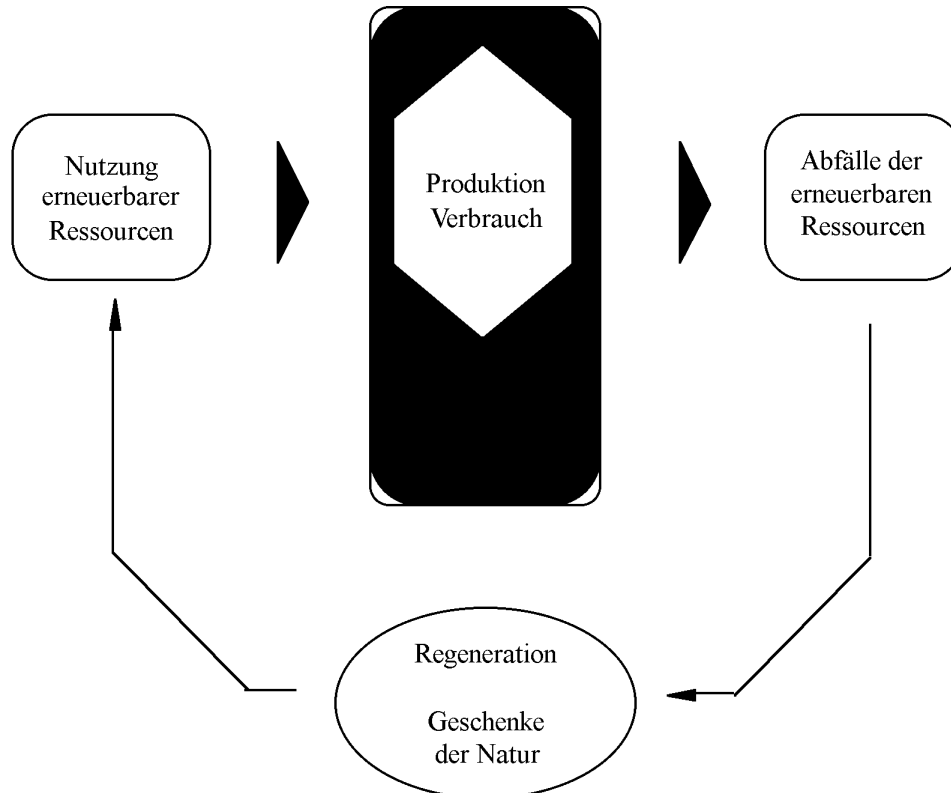 Nutzung
erneuerbarer
Ressourcen
Produktion
Verbrauch
Abfälle der
erneuerbaren
Ressourcen
Regeneration
Geschenke
der Natur